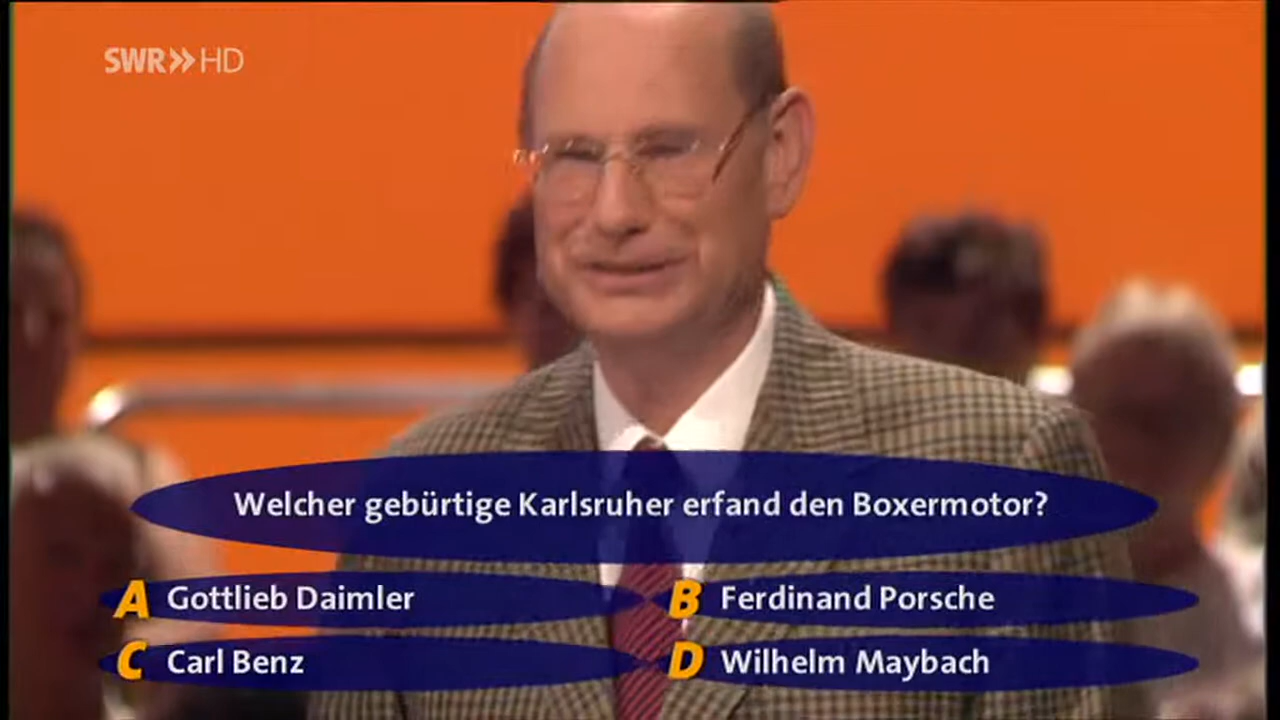 SWR» HD
Welcher gebürtige Karlsruher erfand den Boxermotor?
A Gottlieb Daimler
B Ferdinand Porsche
C Carl Benz
D Wilhelm Maybach